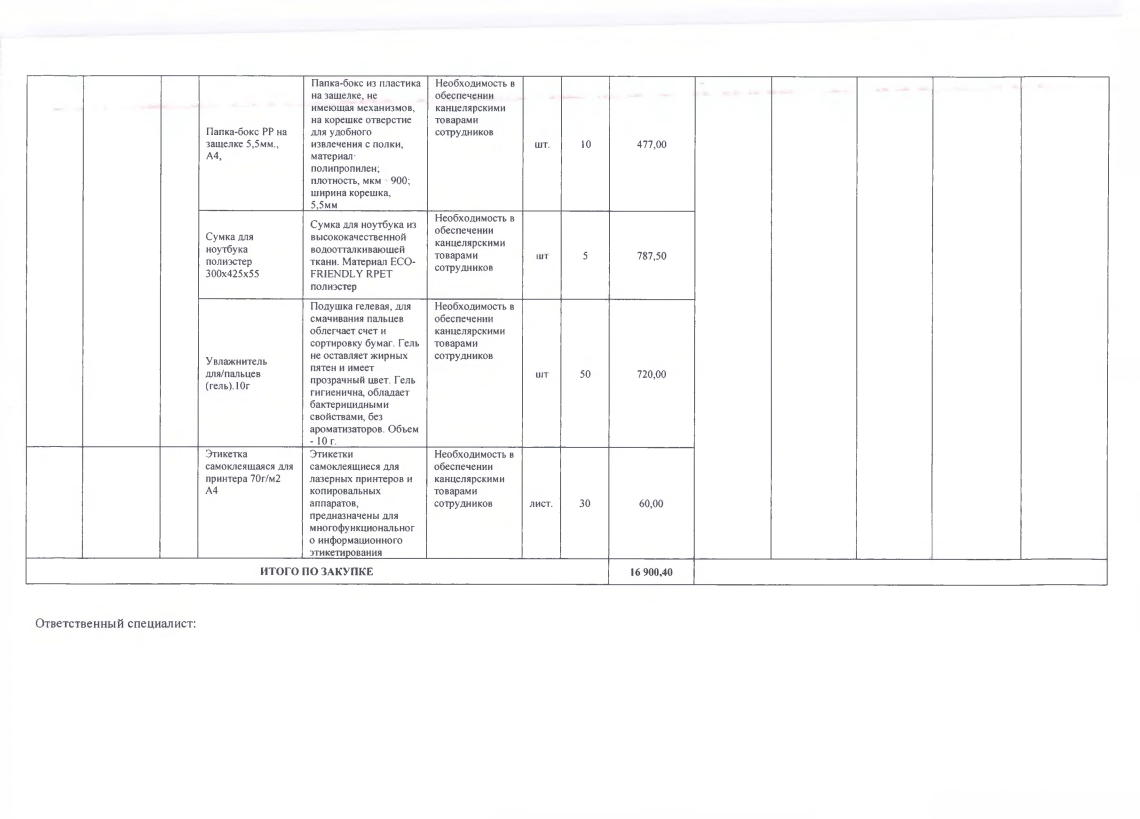 Папка-бокс PP на
защелке 5,5мм.,
А4,
Папка-бокс из пластика
на защелке, не
имеющая механизмов,
на корешке отверстие
для удобного
извлечения с полки,
материал·
полипропилен;
плотность, мкм · 900;
ширина корешка,
5,5мм
Необходимость в
обеспечении
канцелярскими
товарами
сотрудников
шт.
10
477,00
Сумка для
ноутбука
полиэстер
300х425х55
Сумка для ноутбука из
высококачественной
водоотталкивающей
ткани. Материал ECO-
FRIENDLY RPET
полиэстер
Необходимость в
обеспечении
канцелярскими
товарами
сотрудников
шт
5
787,50
Увлажнитель
для/пальцев
(гель).10г
Подушка гелевая, для
смачивания пальцев
облегчает счет и
сортировку бумаг. Гель
не оставляет жирных
пятен и имеет
прозрачный цвет. Гель
гигиенична, обладает
бактерицидными
свойствами, без
ароматизаторов. Объем
- 10 г.
Необходимость в
обеспечении
канцелярскими
товарами
сотрудников
шт
50
720,00
Этикетка
самоклеящаяся для
принтера 70г/м2
А4
Этикетки
самоклеящиеся для
лазерных принтеров и
копировальных
аппаратов,
предназначены для
многофункциональног
о информационного
этикетирования
Необходимость в
обеспечении
канцелярскими
товарами
сотрудников
лист.
30
60,00
ИТОГО ПО ЗАКУПКЕ
16 900,40
Ответственный специалист: